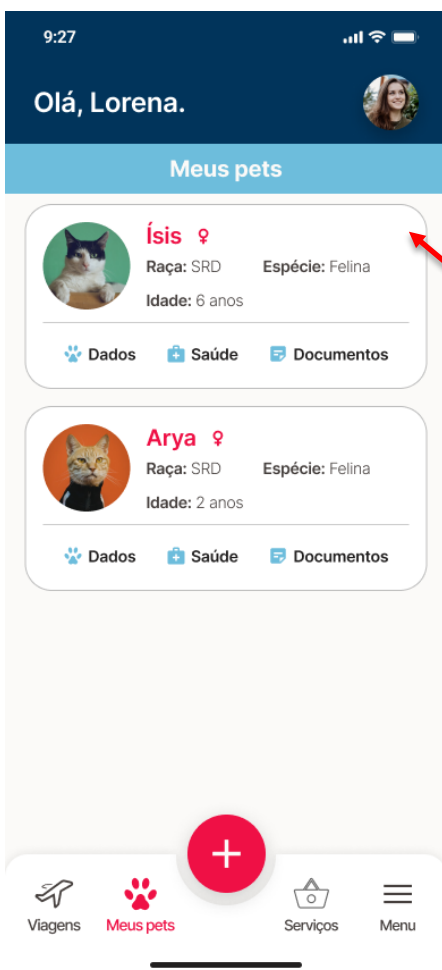 9:27
Olá, Lorena.
Meus pets
Ísis ♀
Raça: SRD Espécie: Felina
Idade: 6 anos
Dados Saúde Documentos
Arya ♀
Raça: SRD Espécie: Felina
Idade: 2 anos
Dados Saúde Documentos
+
Viagens Meus pets Serviços Menu